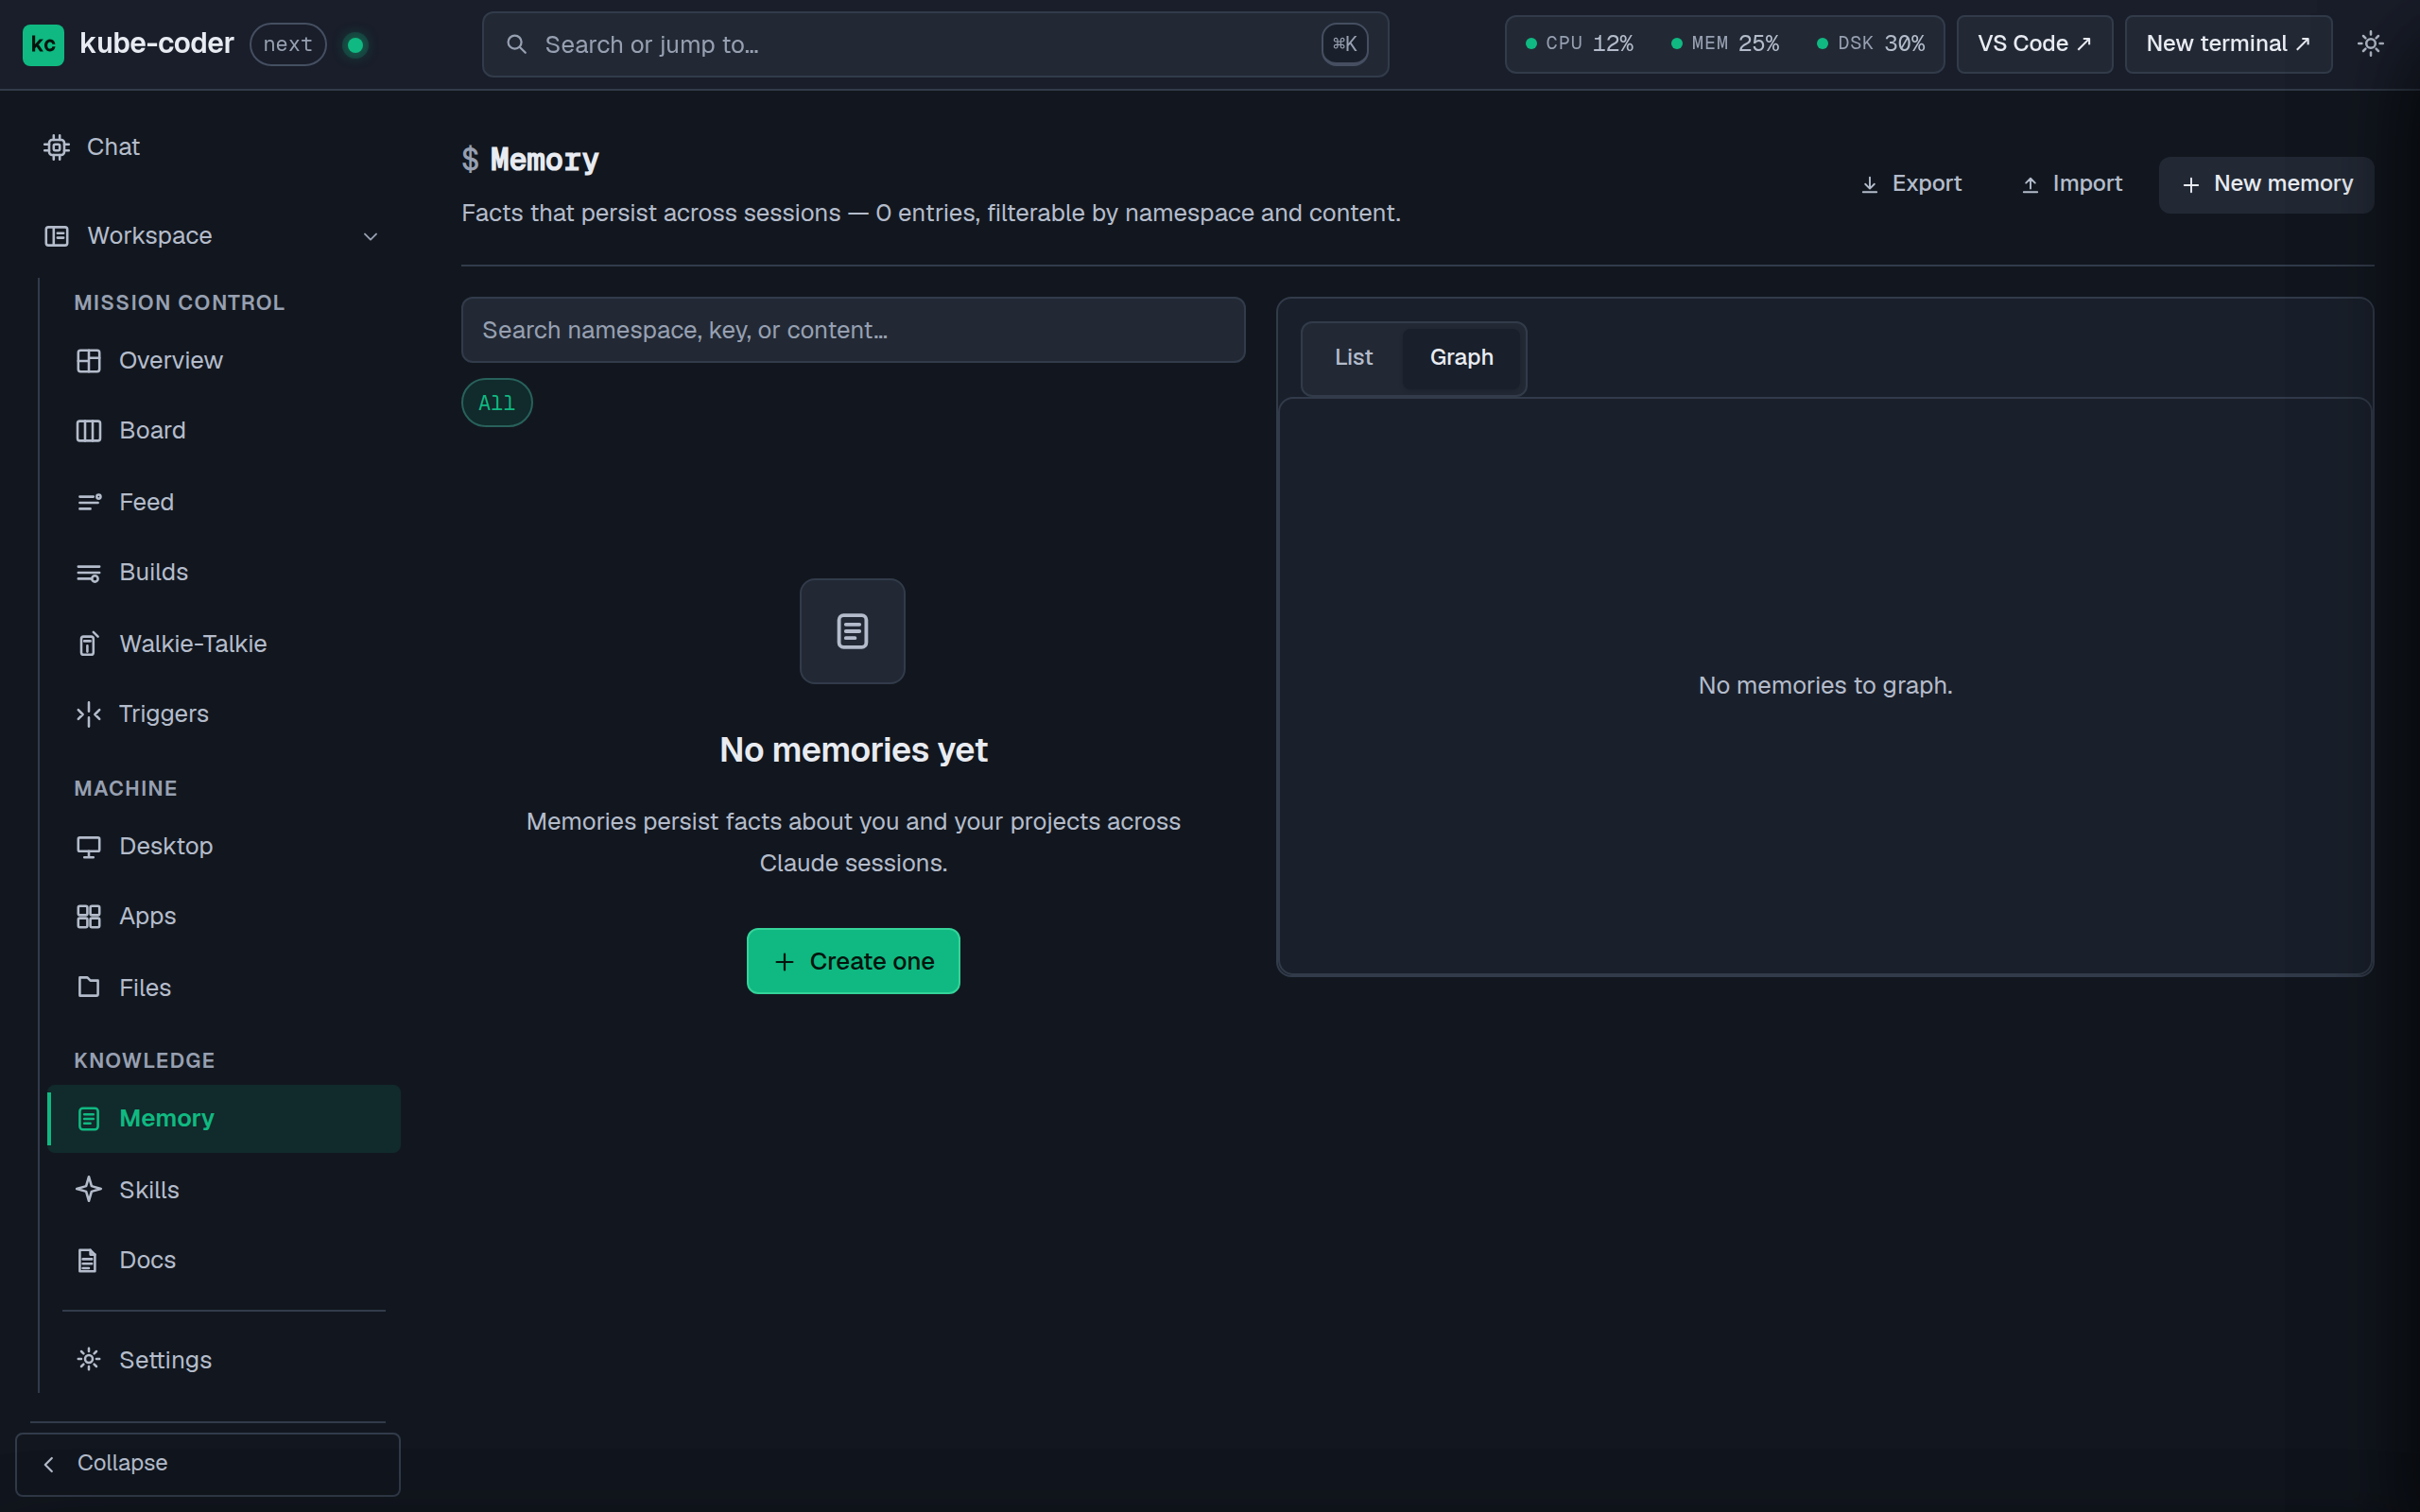 kc kube-coder next
Search or jump to... ⌘K
CPU 12% MEM 25% DSK 30%
VS Code ↗
New terminal ↗
Chat
Workspace
MISSION CONTROL
Overview
Board
Feed
Builds
Walkie-Talkie
Triggers
MACHINE
Desktop
Apps
Files
KNOWLEDGE
Memory
Skills
Docs
Settings
Collapse
$ Memory
Facts that persist across sessions — 0 entries, filterable by namespace and content.
Export
Import
+ New memory
Search namespace, key, or content...
All
No memories yet
Memories persist facts about you and your projects across
Claude sessions.
+ Create one
List
Graph
No memories to graph.